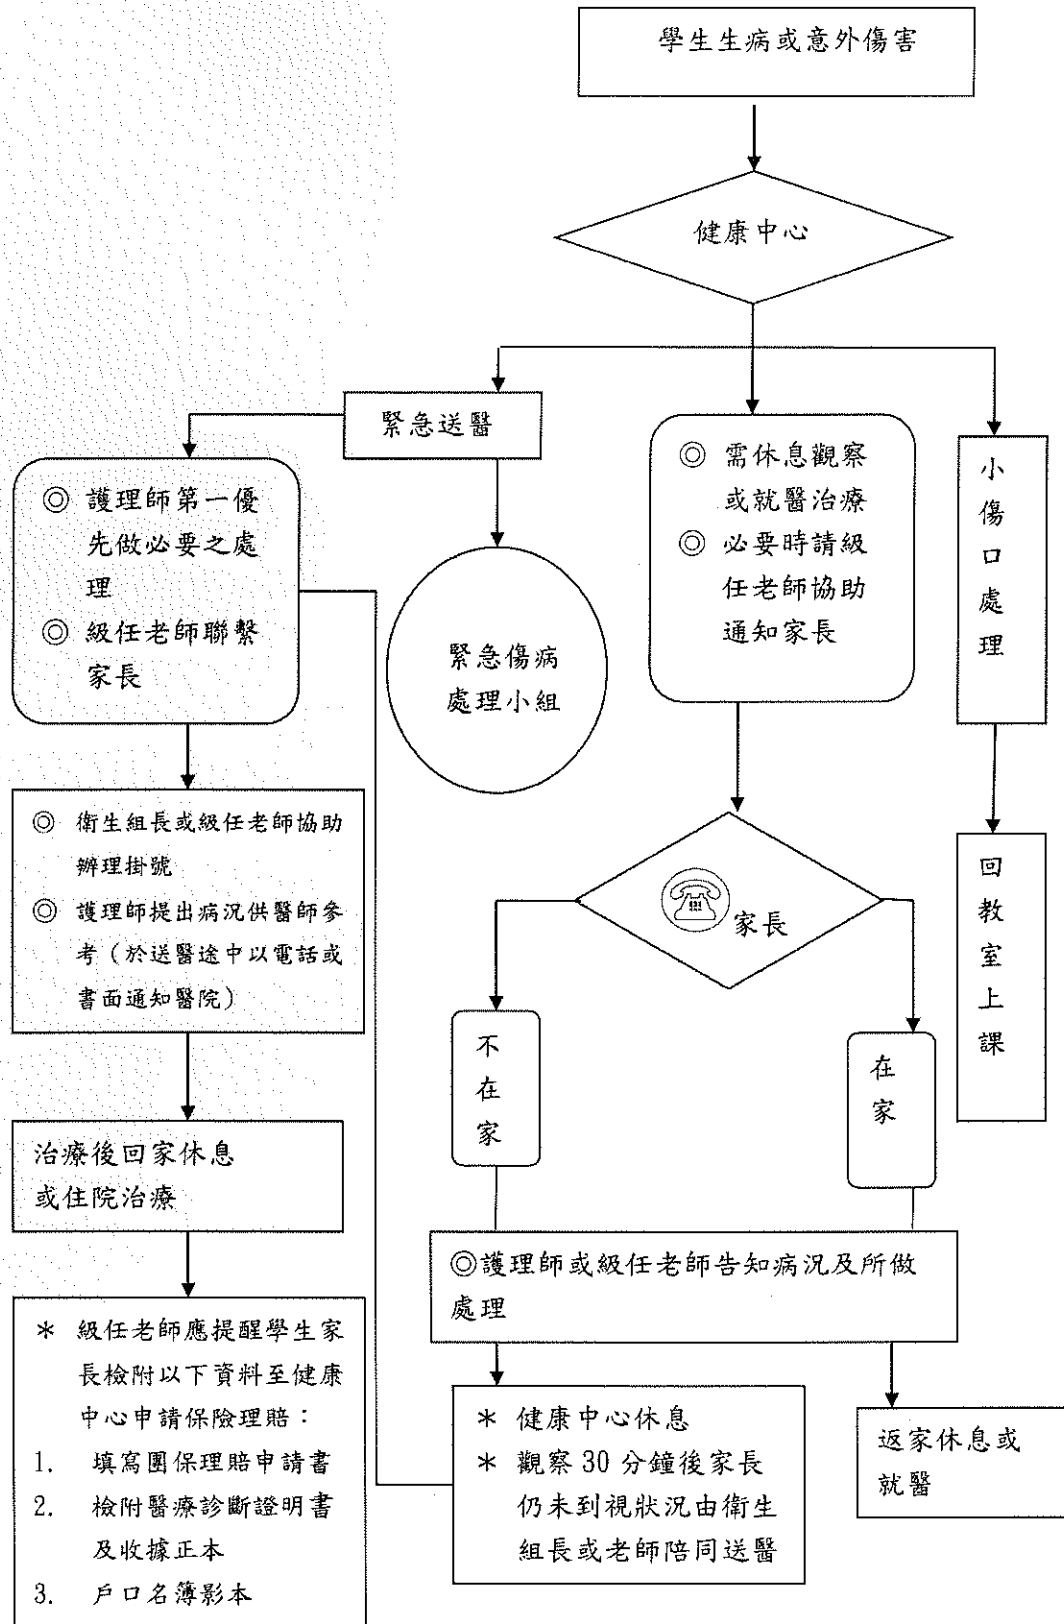 學生生病或意外傷害
健康中心
緊急送醫
◎ 護理師第一優
先做必要之處
理
◎ 級任老師聯繫
家長
緊急傷病
處理小組
◎ 需休息觀察
或就醫治療
◎ 必要時請級
任老師協助
通知家長
小傷口處理
◎ 衛生組長或級任老師協助
辦理掛號
◎ 護理師提出病況供醫師參
考（於送醫途中以電話或
書面通知醫院）
家長
回教室上課
不在家
在家
治療後回家休息
或住院治療
◎護理師或級任老師告知病況及所做
處理
* 級任老師應提醒學生家
長檢附以下資料至健康
中心申請保險理賠：
1. 填寫團保理賠申請書
2. 檢附醫療診斷證明書
及收據正本
3. 戶口名簿影本
* 健康中心休息
* 觀察 30 分鐘後家長
仍未到視狀況由衛生
組長或老師陪同送醫
返家休息或
就醫